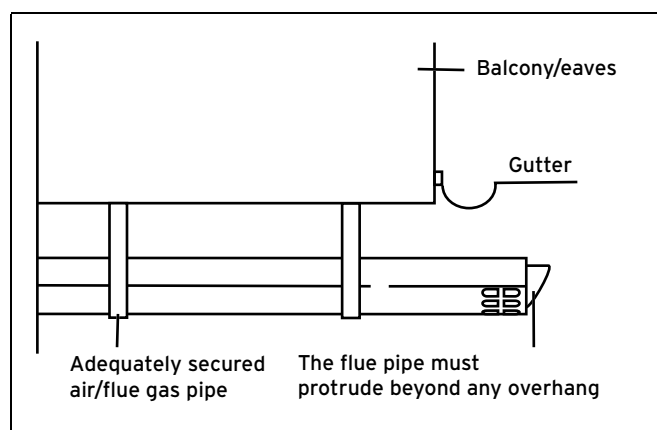 Balcony/eaves
Gutter
Adequately secured
air/flue gas pipe
The flue pipe must
protrude beyond any overhang